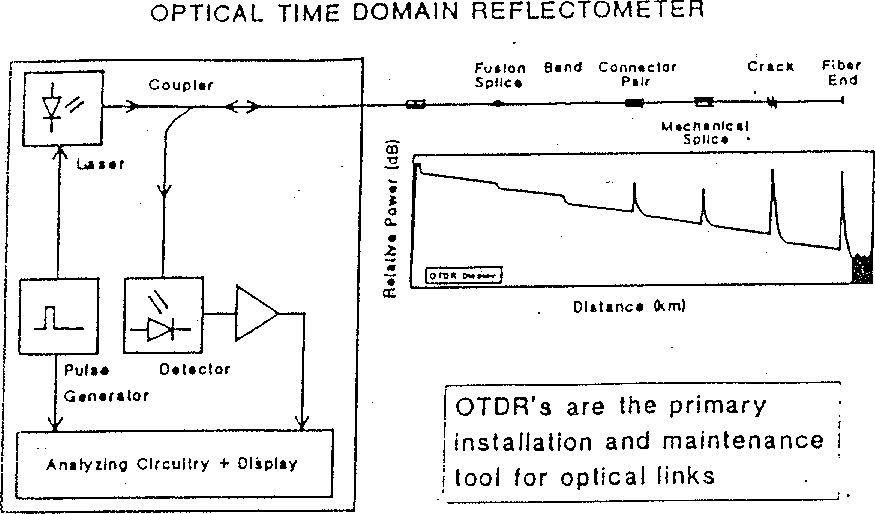 OPTICAL TIME DOMAIN REFLECTOMETER
Coupler
Laser
Pulse
Generator
Detector
Analyzing Circuitry + Display
Fusion
Splice
Bend
Connector
Pair
Mechanical
Splice
Crack
Fiber
End
Relative Power (dB)
OTDR Display
Distance (km)
OTDR's are the primary
installation and maintenance
tool for optical links